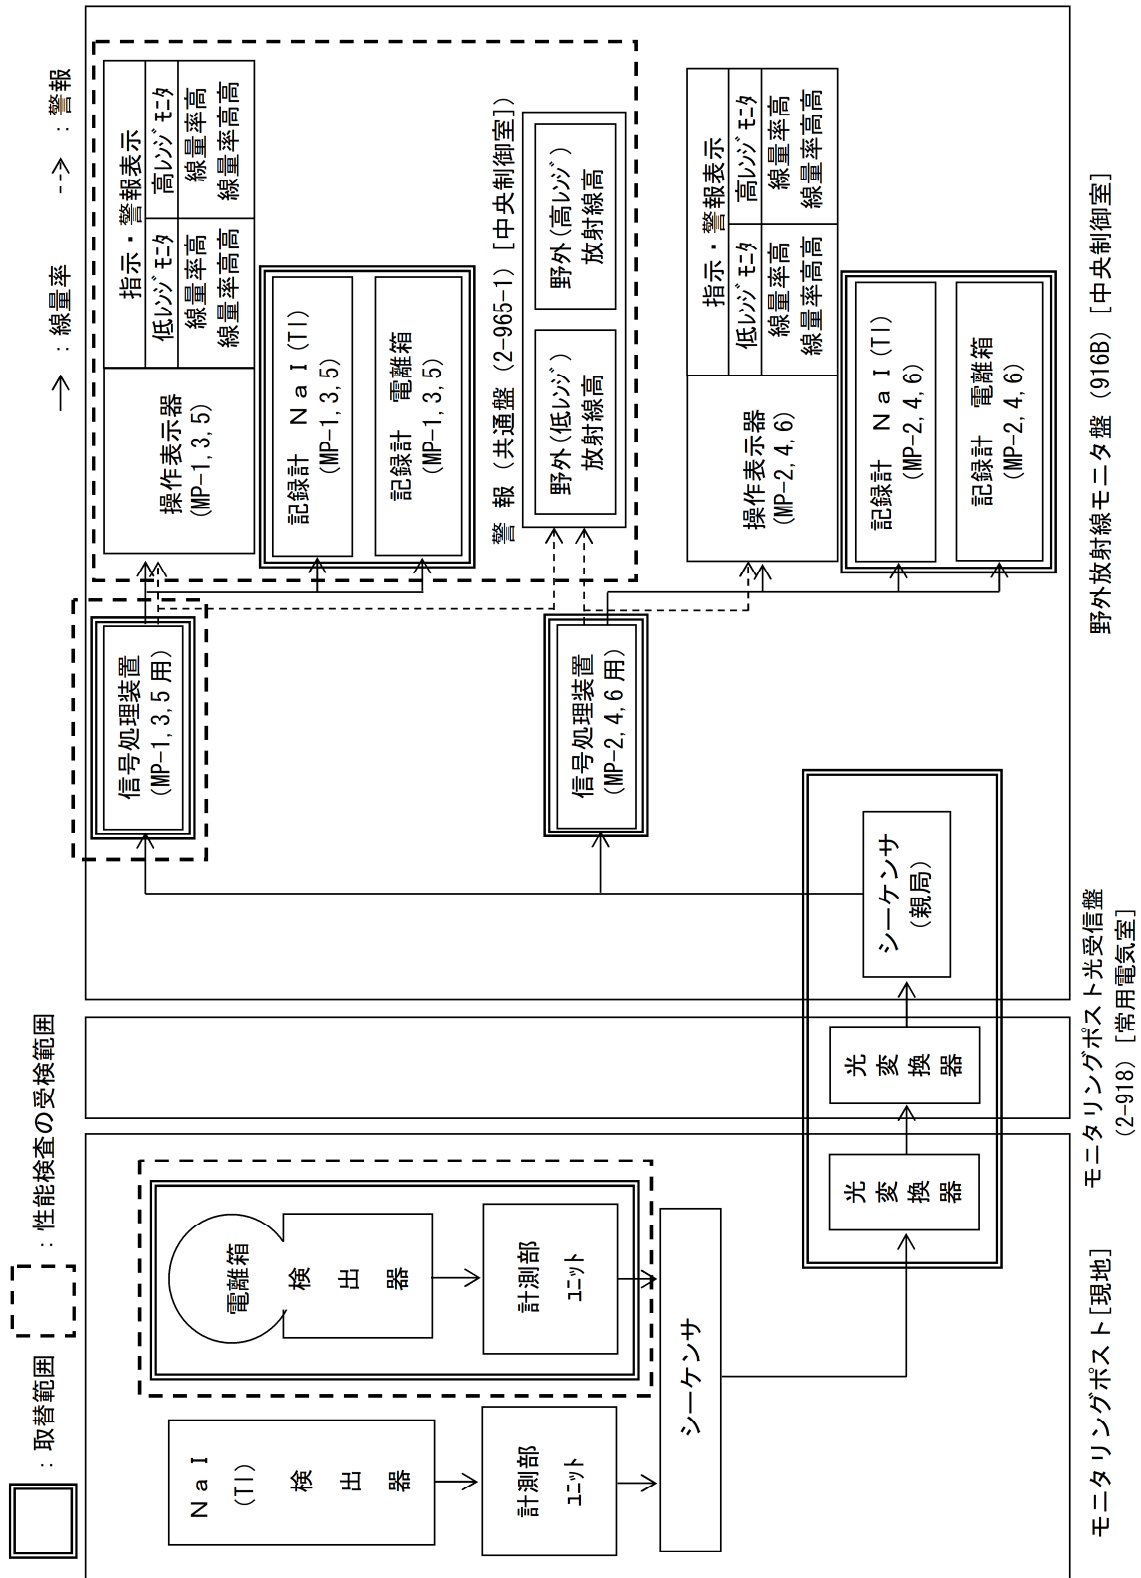 ：取替範囲
：性能検査の受検範囲
：線量率
：警報
NaI
(Tl)
検出器
計測部
ﾕﾆｯﾄ
電離箱
検出器
計測部
ﾕﾆｯﾄ
シーケンサ
光変換器
光変換器
シーケンサ
(親局)
信号処理装置
(MP-1,3,5用)
信号処理装置
(MP-2,4,6用)
操作表示器
(MP-1,3,5)
指示・警報表示
低ﾚﾝｼﾞ ﾓﾆﾀ
高ﾚﾝｼﾞ ﾓﾆﾀ
線量率高
線量率高高
線量率高
線量率高高
記録計 NaI(Tl)
(MP-1,3,5)
記録計 電離箱
(MP-1,3,5)
警報（共通盤(2-965-1)［中央制御室］）
野外(低ﾚﾝｼﾞ)
放射線高
野外(高ﾚﾝｼﾞ)
放射線高
操作表示器
(MP-2,4,6)
指示・警報表示
低ﾚﾝｼﾞ ﾓﾆﾀ
高ﾚﾝｼﾞ ﾓﾆﾀ
線量率高
線量率高高
線量率高
線量率高高
記録計 NaI(Tl)
(MP-2,4,6)
記録計 電離箱
(MP-2,4,6)
モニタリングポスト[現地]
モニタリングポスト光受信盤
(2-918)［常用電気室］
野外放射線モニタ盤（916B）［中央制御室］